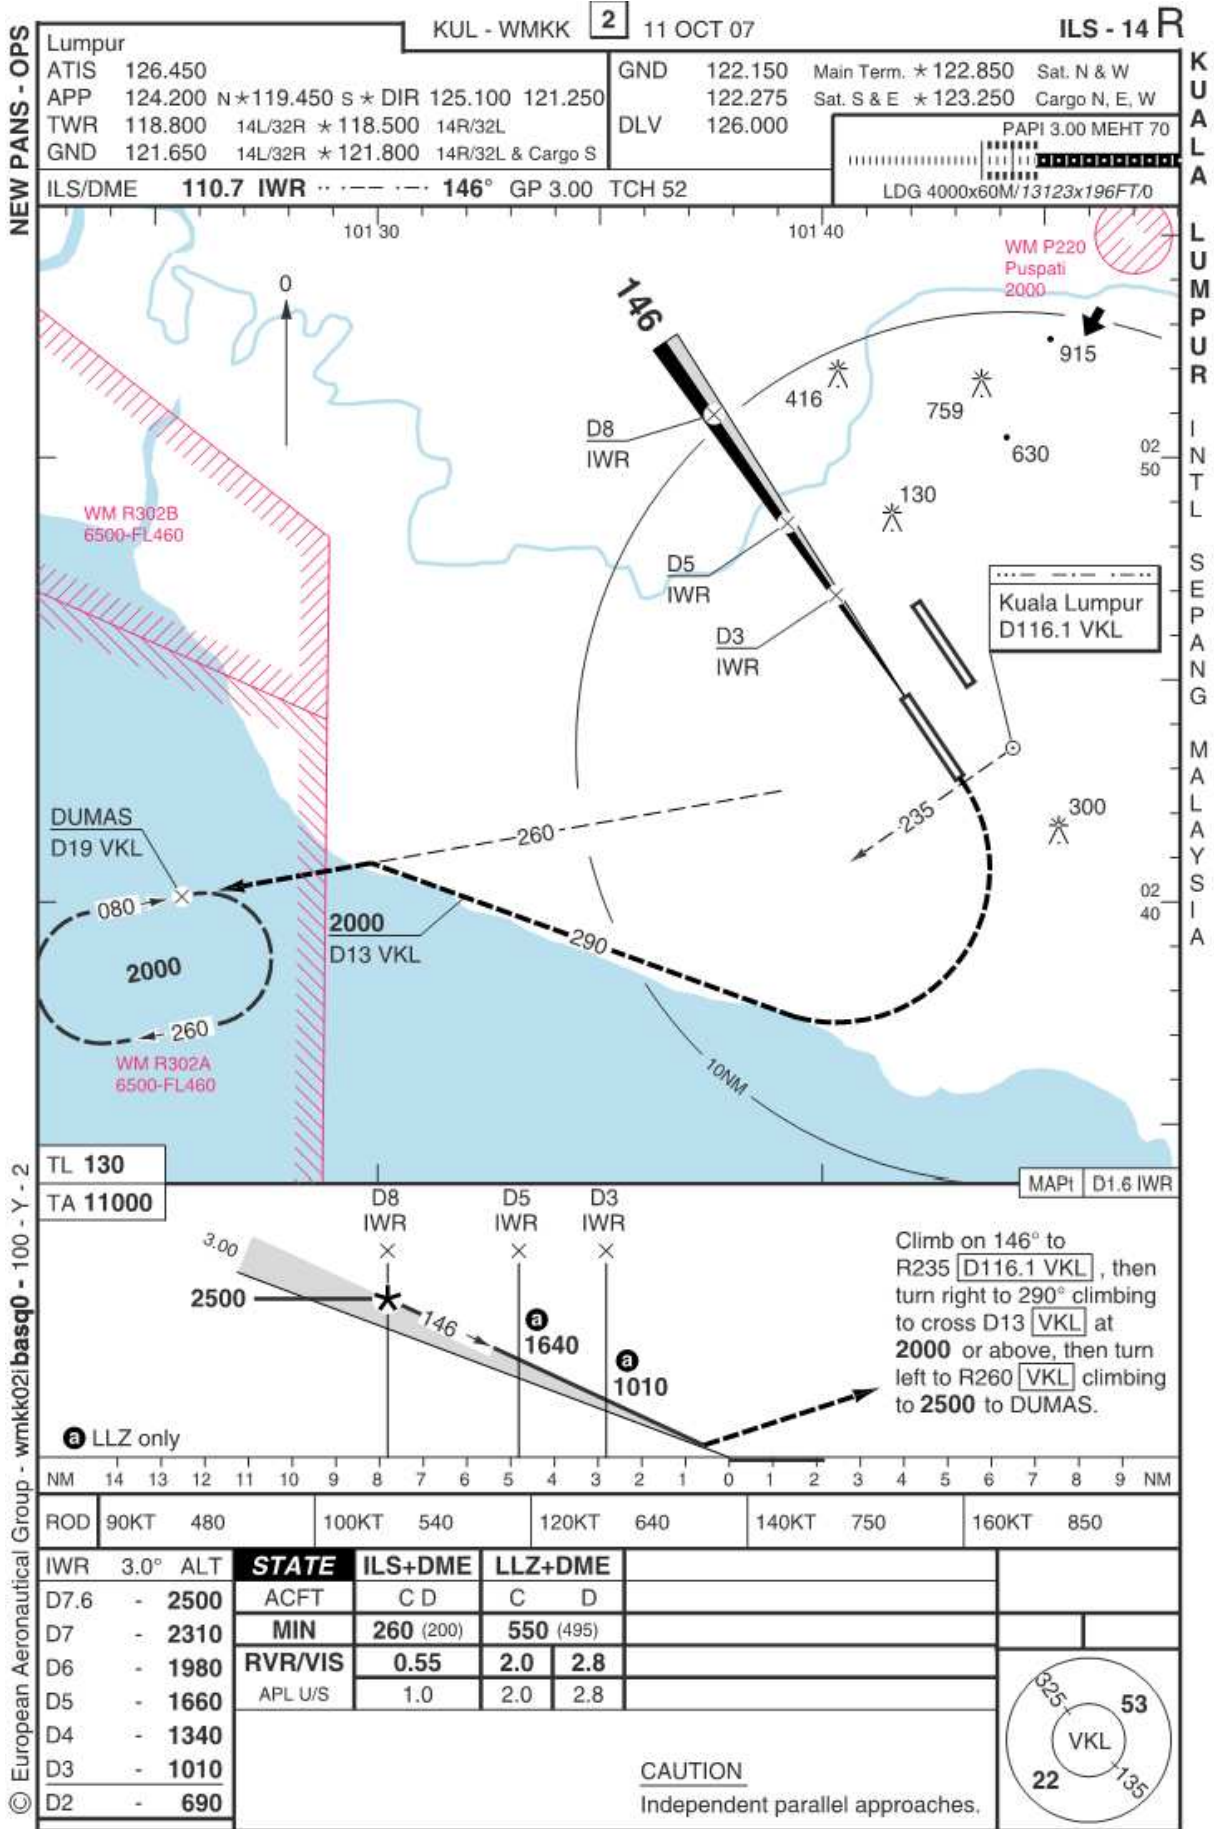 KUL - WMKK 2 11 OCT 07 ILS - 14 R
NEW PANS - OPS
KUALA LUMPUR INTL SEPANG MALAYSIA
Lumpur
ATIS 126.450
APP 124.200 N * 119.450 S * DIR 125.100 121.250
TWR 118.800 14L/32R * 118.500 14R/32L
GND 121.650 14L/32R * 121.800 14R/32L & Cargo S
GND 122.150 Main Term. * 122.850 Sat. N & W
122.275 Sat. S & E * 123.250 Cargo N, E, W
DLV 126.000
PAPI 3.00 MEHT 70
LDG 4000x60M/13123x196FT/0
ILS/DME 110.7 IWR ·· ·–– ·–· 146° GP 3.00 TCH 52
101 30
101 40
WM P220
Puspati
2000
0
146
915
416
759
D8
IWR
630
02
50
130
WM R302B
6500-FL460
D5
IWR
··· – – · – · – ··
Kuala Lumpur
D116.1 VKL
D3
IWR
DUMAS
D19 VKL
300
235
260
02
40
080
2000
D13 VKL
290
2000
260
WM R302A
6500-FL460
10NM
TL 130
TA 11000
MAPt D1.6 IWR
D8
IWR
D5
IWR
D3
IWR
3.00
2500
146
a
1640
a
1010
Climb on 146° to
R235 D116.1 VKL , then
turn right to 290° climbing
to cross D13 VKL at
2000 or above, then turn
left to R260 VKL climbing
to 2500 to DUMAS.
a LLZ only
NM 14 13 12 11 10 9 8 7 6 5 4 3 2 1 0 1 2 3 4 5 6 7 8 9 NM
ROD 90KT 480 100KT 540 120KT 640 140KT 750 160KT 850
IWR 3.0° ALT
D7.6 - 2500
D7 - 2310
D6 - 1980
D5 - 1660
D4 - 1340
D3 - 1010
D2 - 690
STATE ILS+DME LLZ+DME
ACFT C D C D
MIN 260 (200) 550 (495)
RVR/VIS 0.55 2.0 2.8
APL U/S 1.0 2.0 2.8
CAUTION
Independent parallel approaches.
325
53
VKL
22
135
© European Aeronautical Group - wmkk02ibasq0 - 100 - Y - 2